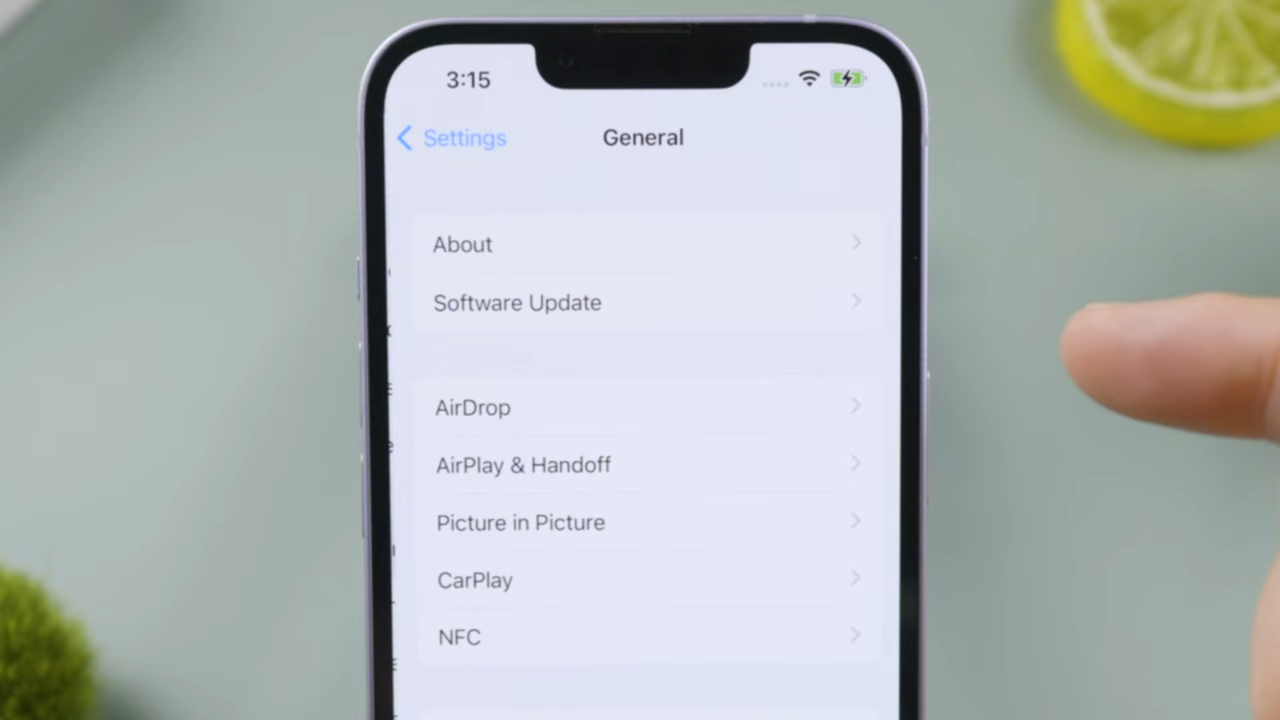 3:15
Settings
General
About
Software Update
AirDrop
AirPlay & Handoff
Picture in Picture
CarPlay
NFC